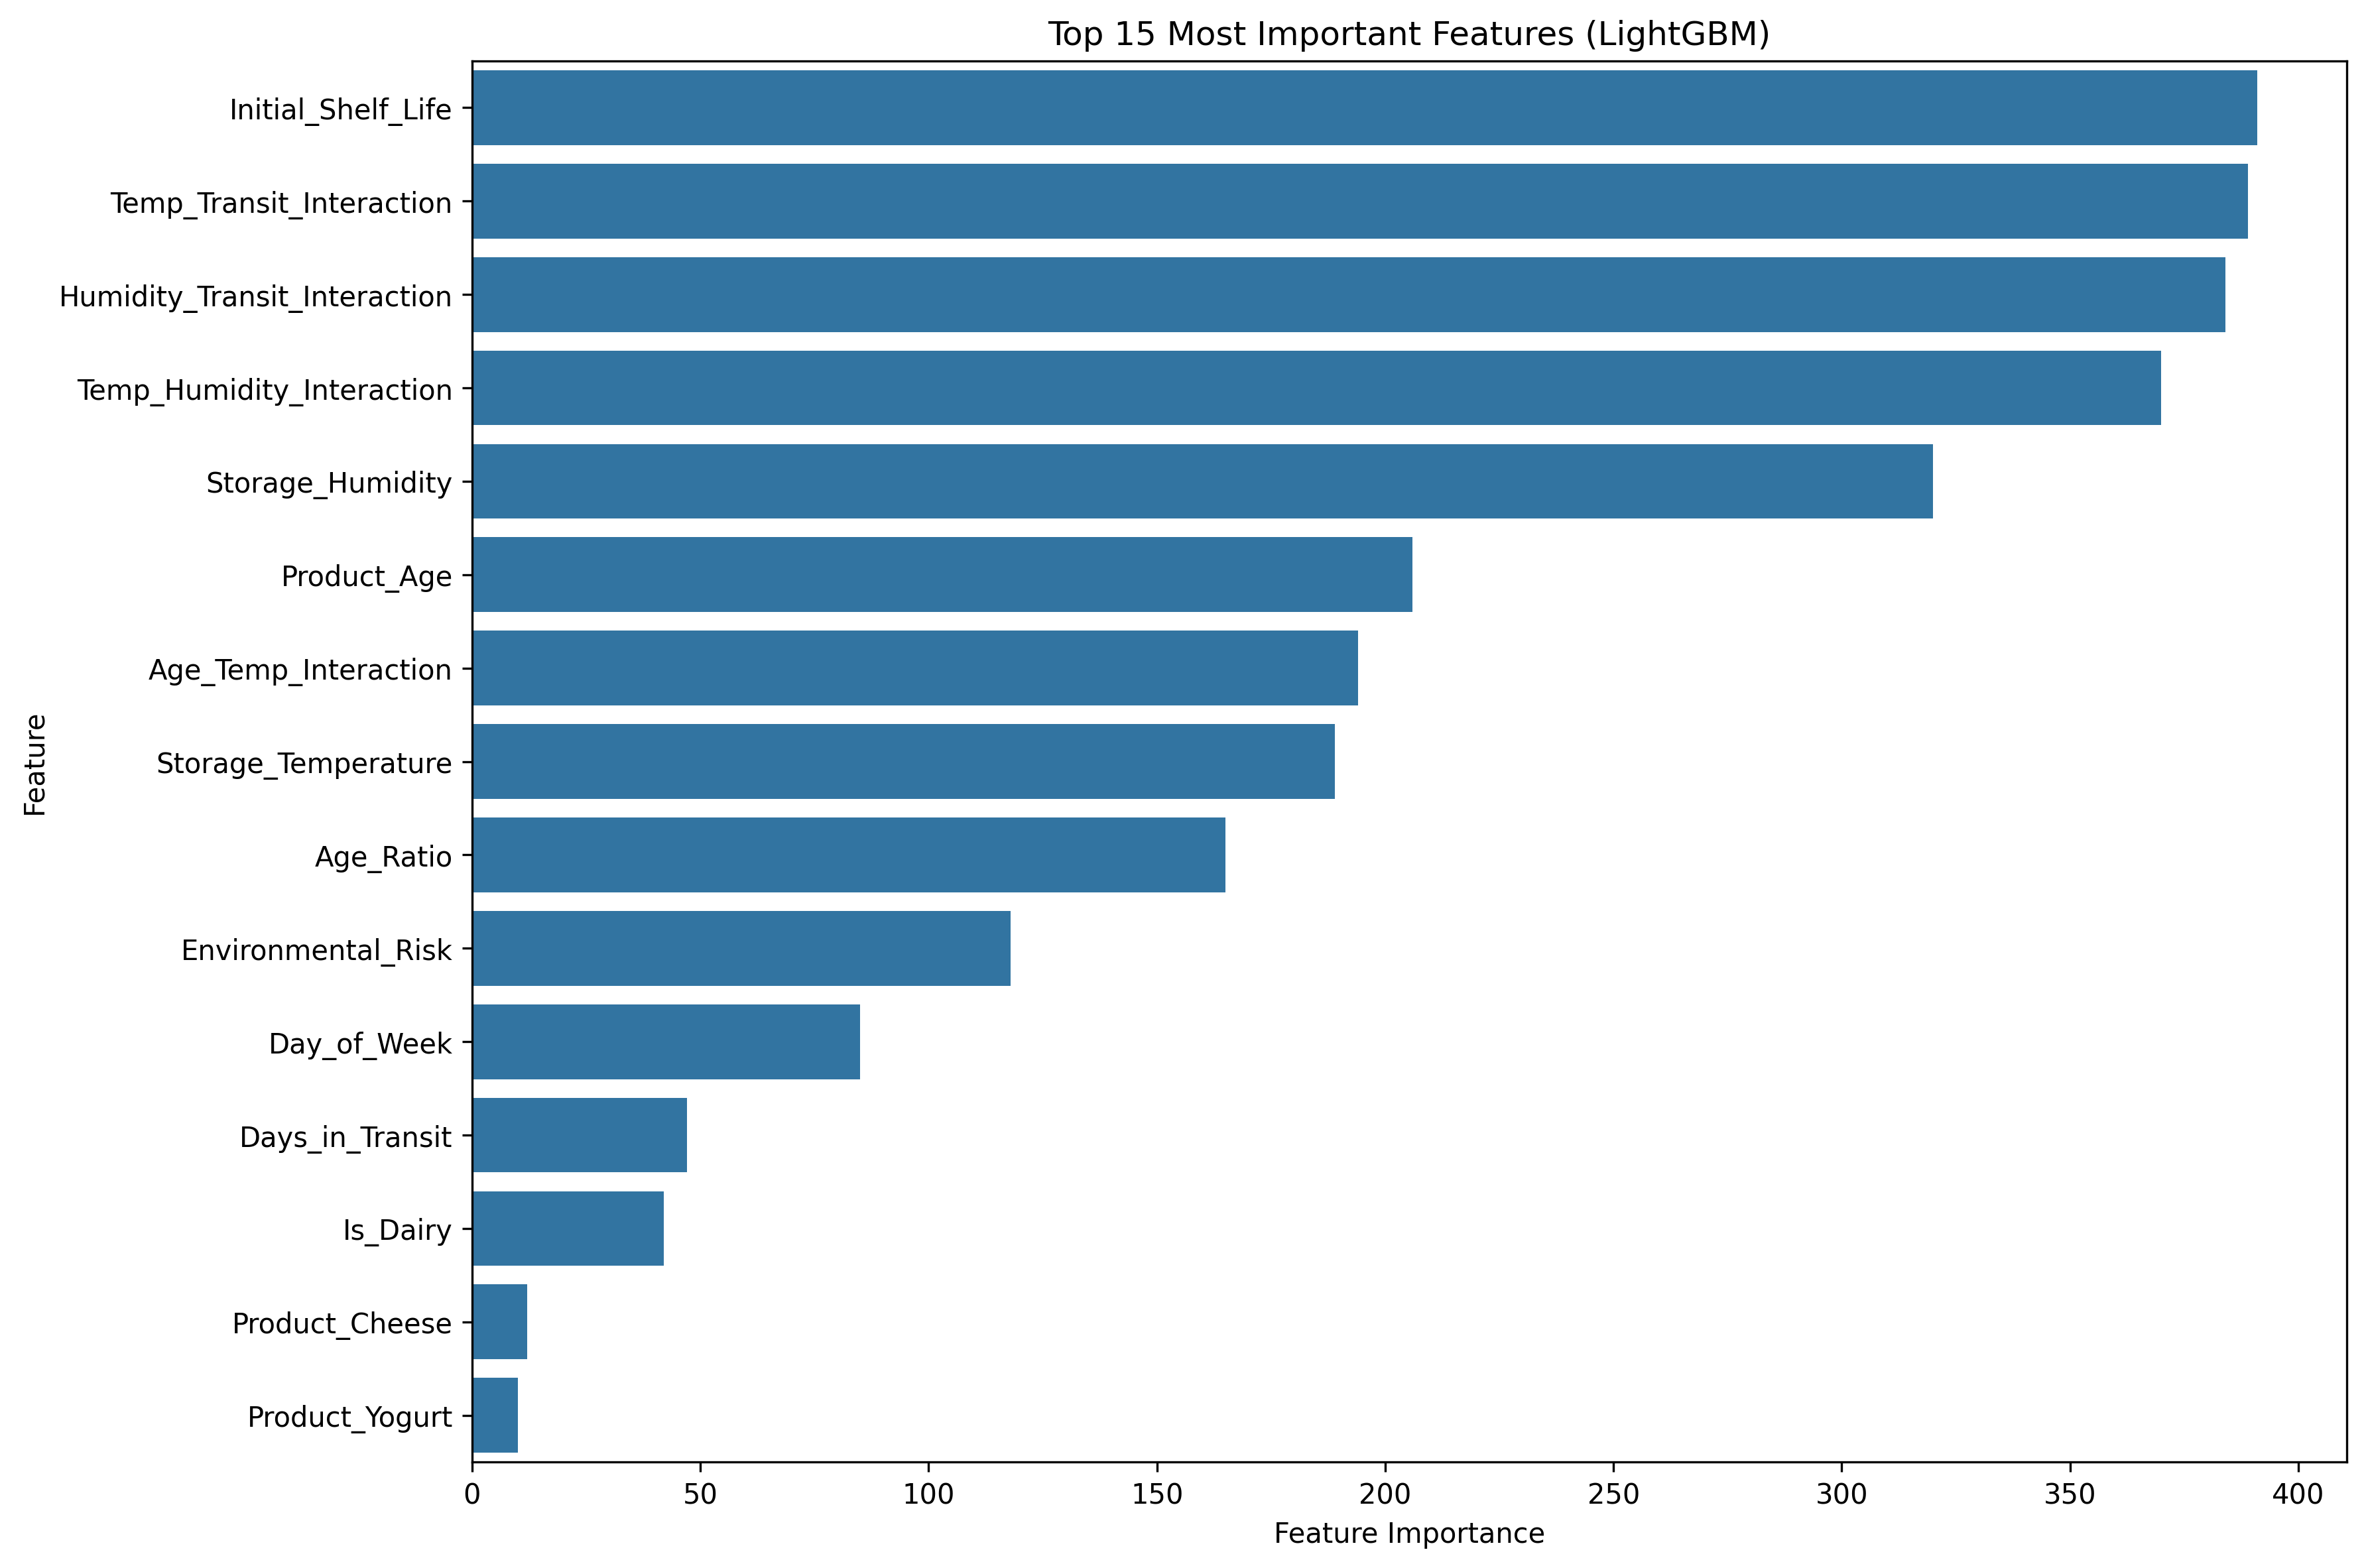 Top 15 Most Important Features (LightGBM)
Initial_Shelf_Life
Temp_Transit_Interaction
Humidity_Transit_Interaction
Temp_Humidity_Interaction
Storage_Humidity
Product_Age
Age_Temp_Interaction
Storage_Temperature
Age_Ratio
Environmental_Risk
Day_of_Week
Days_in_Transit
Is_Dairy
Product_Cheese
Product_Yogurt
Feature
0 50 100 150 200 250 300 350 400
Feature Importance